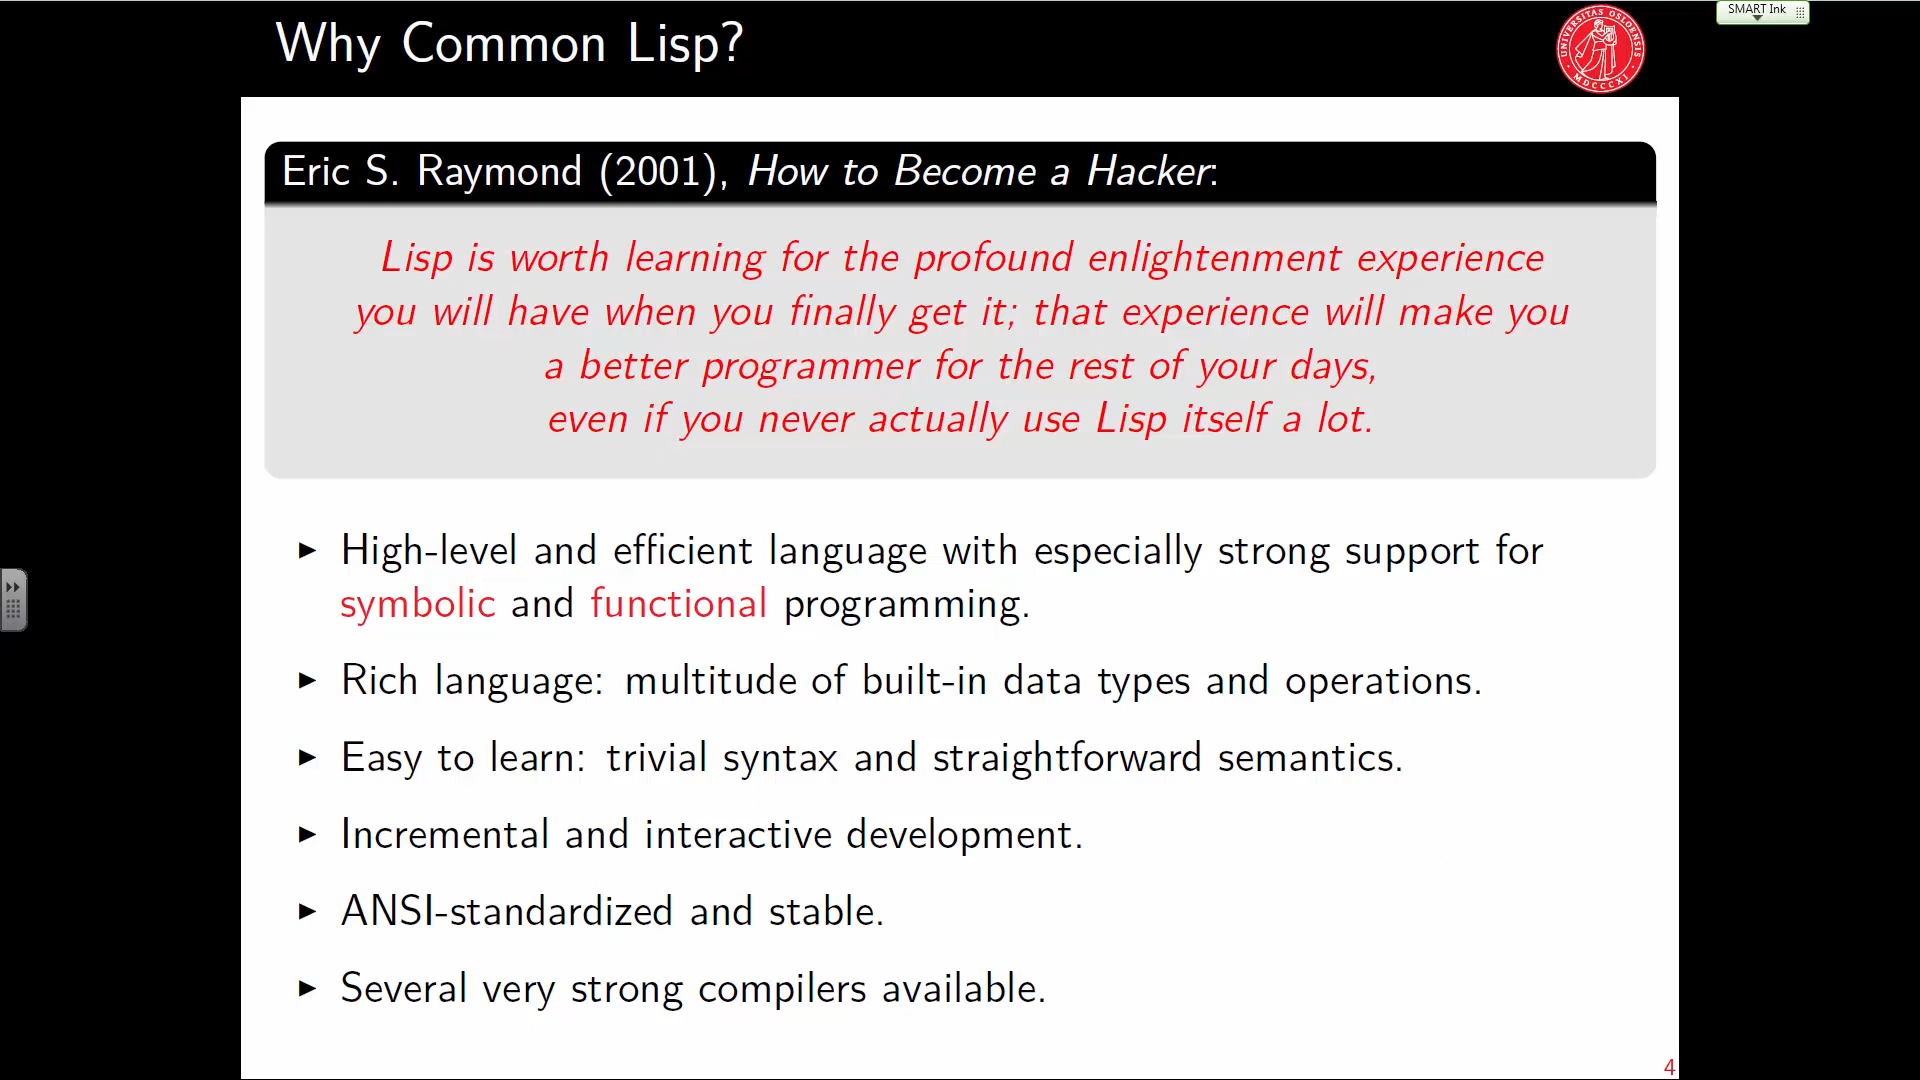 Why Common Lisp?
UNIVERSITAS OSLOENSIS
MDCCCXI
SMART Ink
Eric S. Raymond (2001), How to Become a Hacker:
Lisp is worth learning for the profound enlightenment experience
you will have when you finally get it; that experience will make you
a better programmer for the rest of your days,
even if you never actually use Lisp itself a lot.
High-level and efficient language with especially strong support for
symbolic and functional programming.
Rich language: multitude of built-in data types and operations.
Easy to learn: trivial syntax and straightforward semantics.
Incremental and interactive development.
ANSI-standardized and stable.
Several very strong compilers available.
4